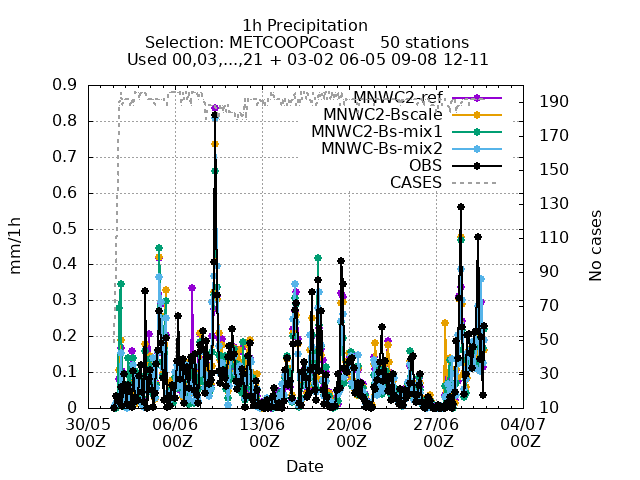 1h Precipitation
Selection: METCOOPCoast     50 stations
Used 00,03,...,21 + 03-02 06-05 09-08 12-11
0.9
0.8
0.7
0.6
0.5
0.4
0.3
0.2
0.1
0
mm/1h
MNWC2-ref
MNWC2-Bscale
MNWC2-Bs-mix1
MNWC-Bs-mix2
OBS
CASES
190
170
150
130
110
90
70
50
30
10
No cases
30/05 06/06 13/06 20/06 27/06 04/07
00Z 00Z 00Z 00Z 00Z 00Z
Date